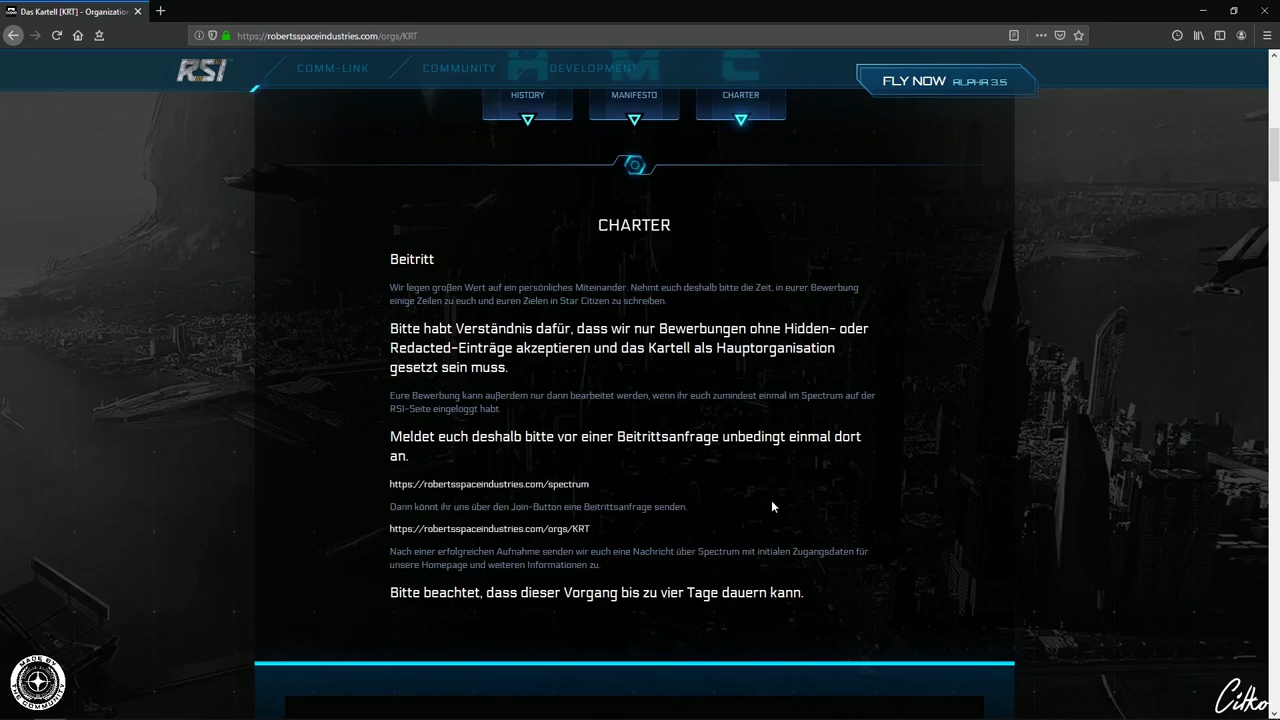 Das Kartell [KRT] - Organization
https://robertsspaceindustries.com/orgs/KRT
RSI
COMM-LINK
COMMUNITY
DEVELOPMENT
FLY NOW ALPHA 3.5
H M C
HISTORY
MANIFESTO
CHARTER
CHARTER
Beitritt
Wir legen großen Wert auf ein persönliches Miteinander. Nehmt euch deshalb bitte die Zeit, in eurer Bewerbung
einige Zeilen zu euch und euren Zielen in Star Citizen zu schreiben.
Bitte habt Verständnis dafür, dass wir nur Bewerbungen ohne Hidden- oder
Redacted-Einträge akzeptieren und das Kartell als Hauptorganisation
gesetzt sein muss.
Eure Bewerbung kann außerdem nur dann bearbeitet werden, wenn ihr euch zumindest einmal im Spectrum auf der
RSI-Seite eingeloggt habt.
Meldet euch deshalb bitte vor einer Beitrittsanfrage unbedingt einmal dort
an.
https://robertsspaceindustries.com/spectrum
Dann könnt ihr uns über den Join-Button eine Beitrittsanfrage senden.
https://robertsspaceindustries.com/orgs/KRT
Nach einer erfolgreichen Aufnahme senden wir euch eine Nachricht über Spectrum mit initialen Zugangsdaten für
unsere Homepage und weiteren Informationen zu.
Bitte beachtet, dass dieser Vorgang bis zu vier Tage dauern kann.
MADE BY
THE COMMUNITY